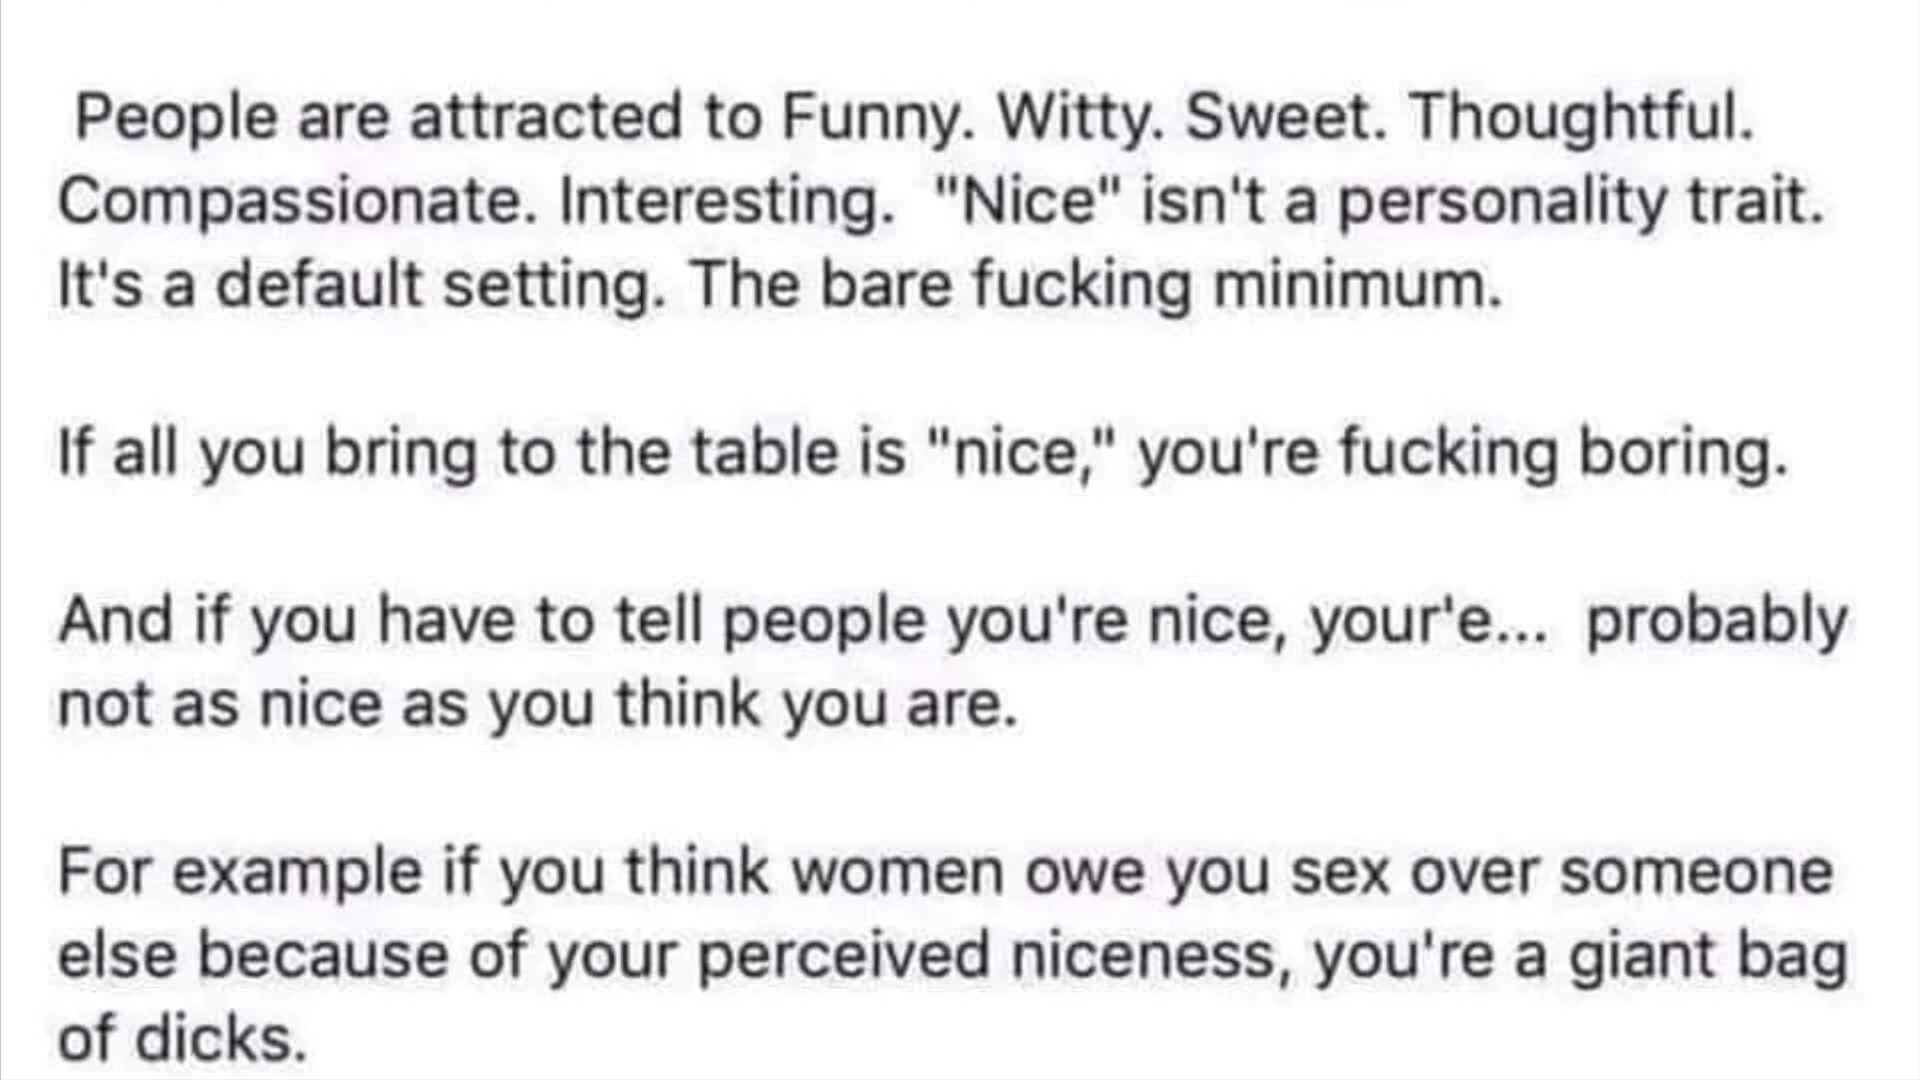 People are attracted to Funny. Witty. Sweet. Thoughtful.
Compassionate. Interesting.  "Nice" isn't a personality trait.
It's a default setting. The bare fucking minimum.
If all you bring to the table is "nice," you're fucking boring.
And if you have to tell people you're nice, your'e...  probably
not as nice as you think you are.
For example if you think women owe you sex over someone
else because of your perceived niceness, you're a giant bag
of dicks.